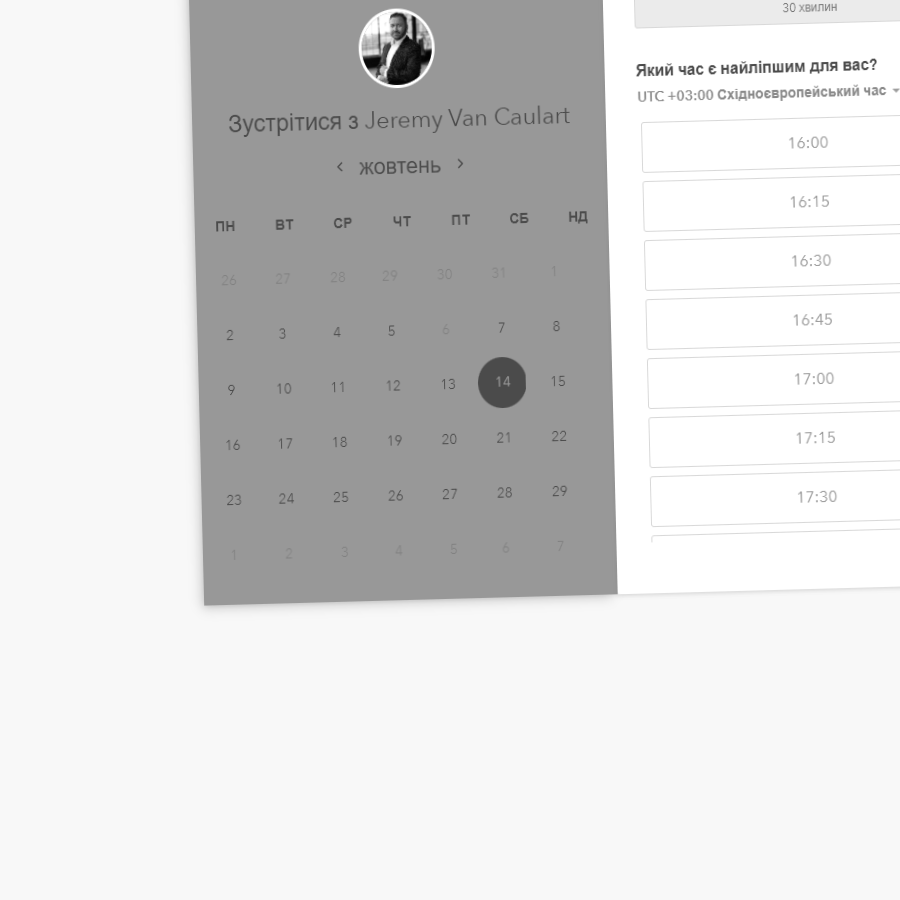 Зустрітися з Jeremy Van Caulart
жовтень
ПН ВТ СР ЧТ ПТ СБ НД
26 27 28 29 30 31 1
2 3 4 5 6 7 8
9 10 11 12 13 14 15
16 17 18 19 20 21 22
23 24 25 26 27 28 29
1 2 3 4 5 6 7
30 хвилин
Який час є найліпшим для вас?
UTC +03:00 Східноєвропейський час
16:00
16:15
16:30
16:45
17:00
17:15
17:30